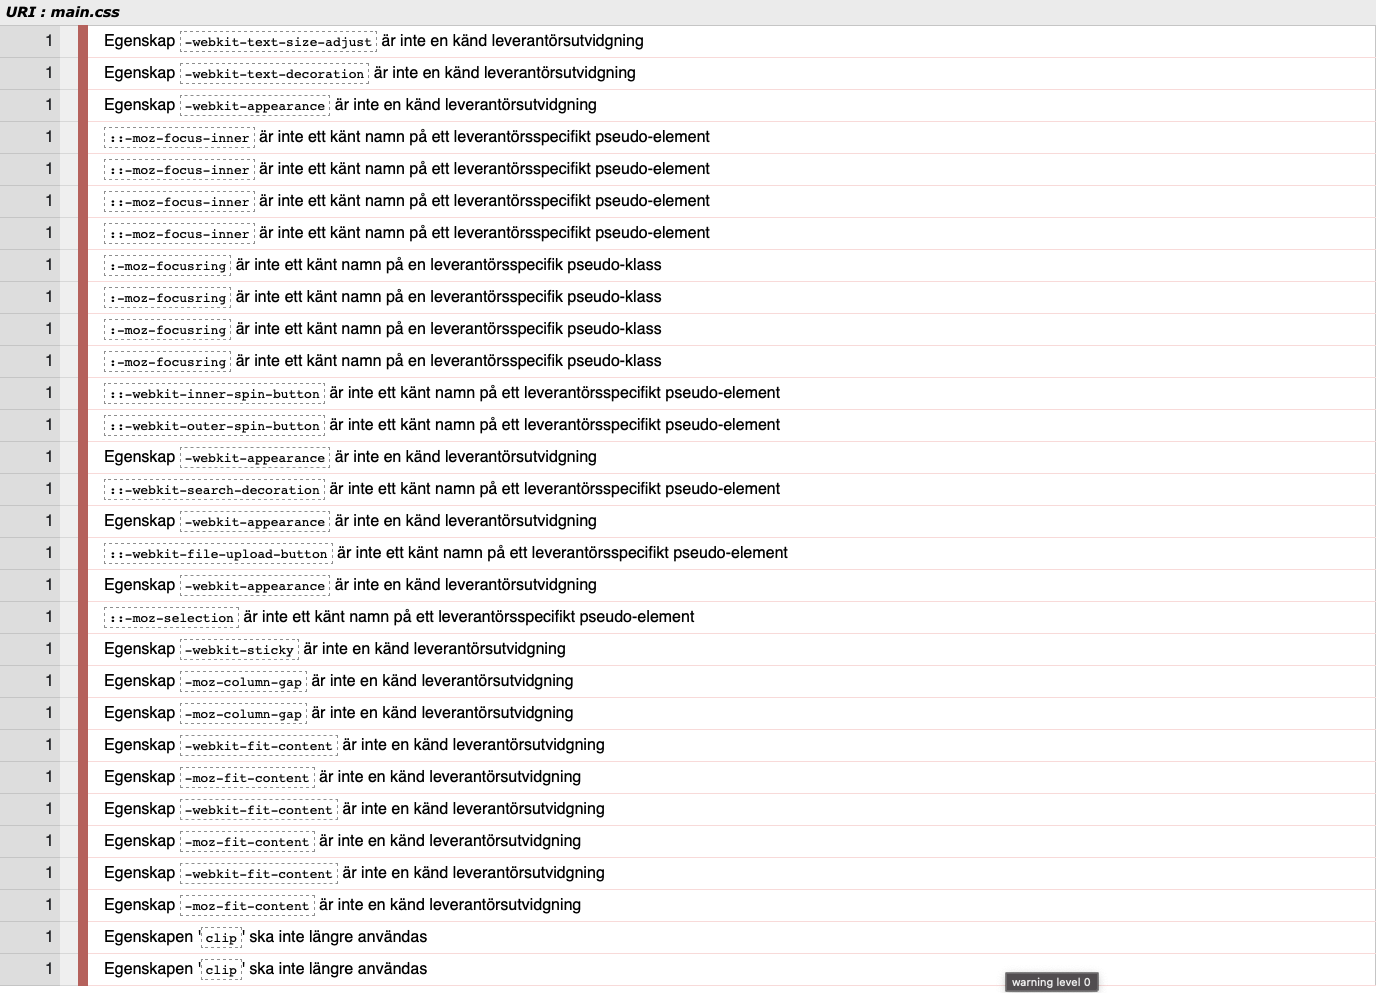 URI : main.css
1 Egenskap -webkit-text-size-adjust är inte en känd leverantörsutvidgning
1 Egenskap -webkit-text-decoration är inte en känd leverantörsutvidgning
1 Egenskap -webkit-appearance är inte en känd leverantörsutvidgning
1 ::-moz-focus-inner är inte ett känt namn på ett leverantörsspecifikt pseudo-element
1 ::-moz-focus-inner är inte ett känt namn på ett leverantörsspecifikt pseudo-element
1 ::-moz-focus-inner är inte ett känt namn på ett leverantörsspecifikt pseudo-element
1 ::-moz-focus-inner är inte ett känt namn på ett leverantörsspecifikt pseudo-element
1 :-moz-focusring är inte ett känt namn på en leverantörsspecifik pseudo-klass
1 :-moz-focusring är inte ett känt namn på en leverantörsspecifik pseudo-klass
1 :-moz-focusring är inte ett känt namn på en leverantörsspecifik pseudo-klass
1 :-moz-focusring är inte ett känt namn på en leverantörsspecifik pseudo-klass
1 ::-webkit-inner-spin-button är inte ett känt namn på ett leverantörsspecifikt pseudo-element
1 ::-webkit-outer-spin-button är inte ett känt namn på ett leverantörsspecifikt pseudo-element
1 Egenskap -webkit-appearance är inte en känd leverantörsutvidgning
1 ::-webkit-search-decoration är inte ett känt namn på ett leverantörsspecifikt pseudo-element
1 Egenskap -webkit-appearance är inte en känd leverantörsutvidgning
1 ::-webkit-file-upload-button är inte ett känt namn på ett leverantörsspecifikt pseudo-element
1 Egenskap -webkit-appearance är inte en känd leverantörsutvidgning
1 ::-moz-selection är inte ett känt namn på ett leverantörsspecifikt pseudo-element
1 Egenskap -webkit-sticky är inte en känd leverantörsutvidgning
1 Egenskap -moz-column-gap är inte en känd leverantörsutvidgning
1 Egenskap -moz-column-gap är inte en känd leverantörsutvidgning
1 Egenskap -webkit-fit-content är inte en känd leverantörsutvidgning
1 Egenskap -moz-fit-content är inte en känd leverantörsutvidgning
1 Egenskap -webkit-fit-content är inte en känd leverantörsutvidgning
1 Egenskap -moz-fit-content är inte en känd leverantörsutvidgning
1 Egenskap -webkit-fit-content är inte en känd leverantörsutvidgning
1 Egenskap -moz-fit-content är inte en känd leverantörsutvidgning
1 Egenskapen 'clip' ska inte längre användas
1 Egenskapen 'clip' ska inte längre användas
warning level 0